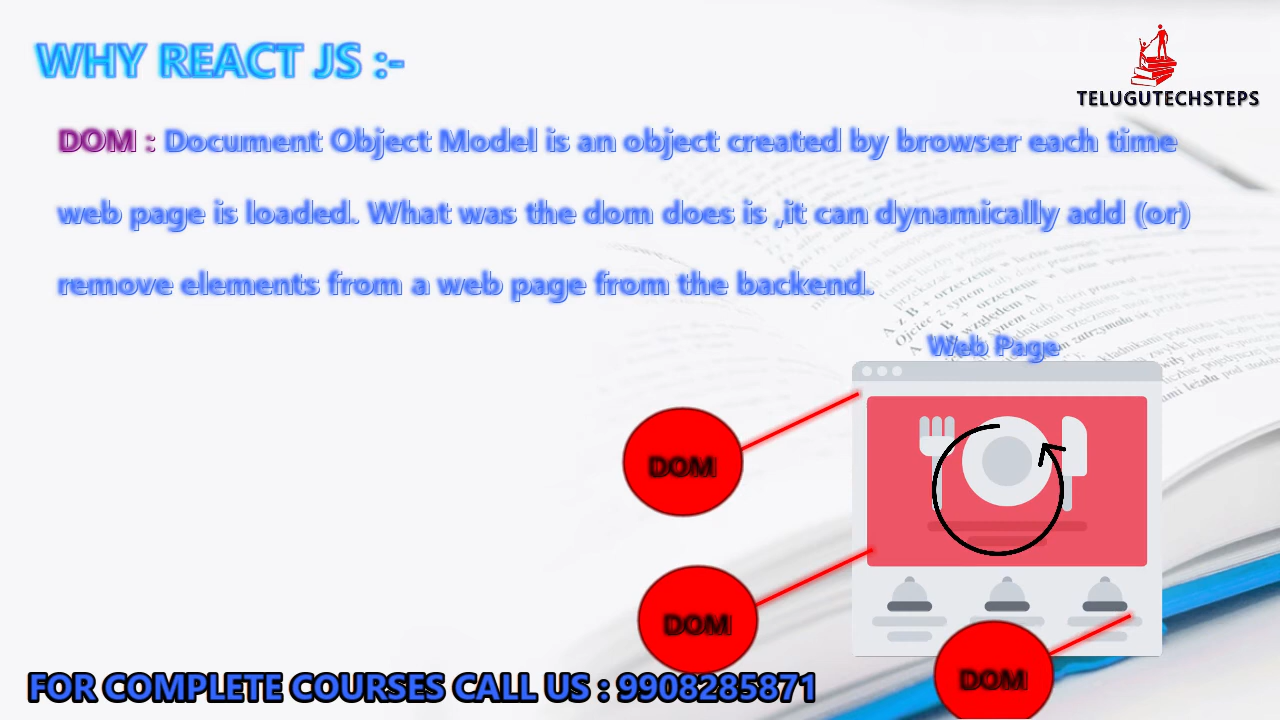 WHY REACT JS :-
TELUGUTECHSTEPS
DOM : Document Object Model is an object created by browser each time
web page is loaded. What was the dom does is ,it can dynamically add (or)
remove elements from a web page from the backend.
Web Page
DOM
DOM
DOM
FOR COMPLETE COURSES CALL US : 9908285871